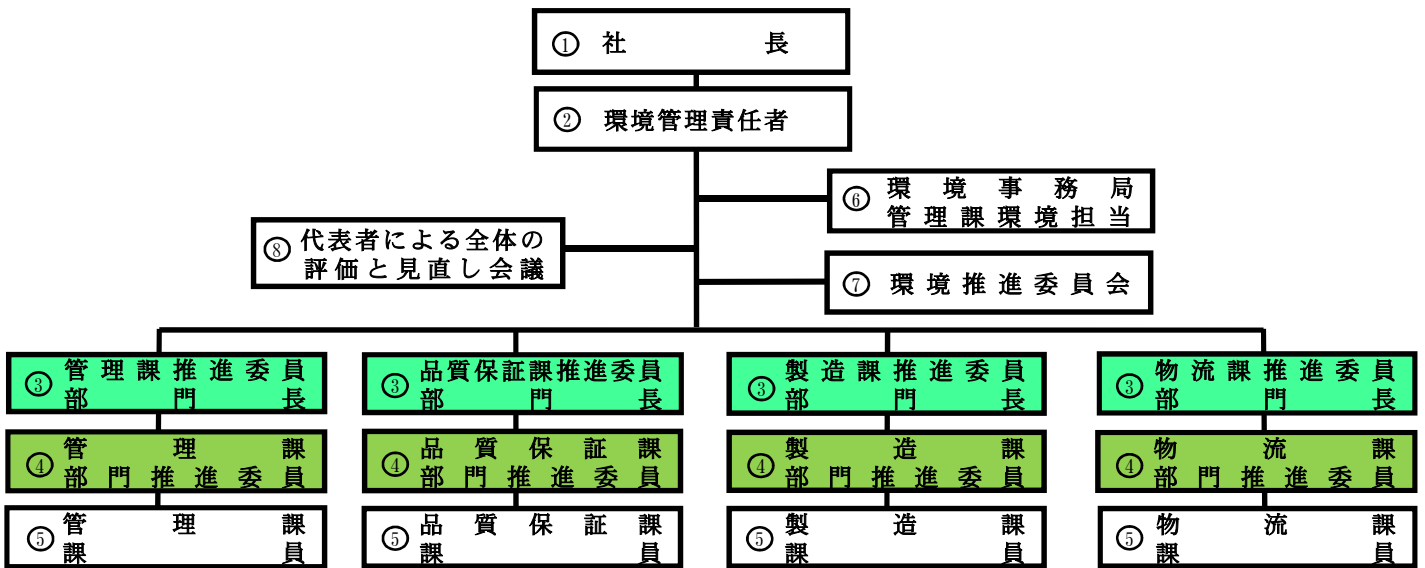 ① 社長
② 環境管理責任者
⑥ 環境事務局
管理課環境担当
⑧ 代表者による全体の
評価と見直し会議
⑦ 環境推進委員会
③ 管理課推進委員
部門長
③ 品質保証課推進委員
部門長
③ 製造課推進委員
部門長
③ 物流課推進委員
部門長
④ 管理課
部門推進委員
④ 品質保証課
部門推進委員
④ 製造課
部門推進委員
④ 物流課
部門推進委員
⑤ 管理課
課員
⑤ 品質保証課
課員
⑤ 製造課
課員
⑤ 物流課
課員